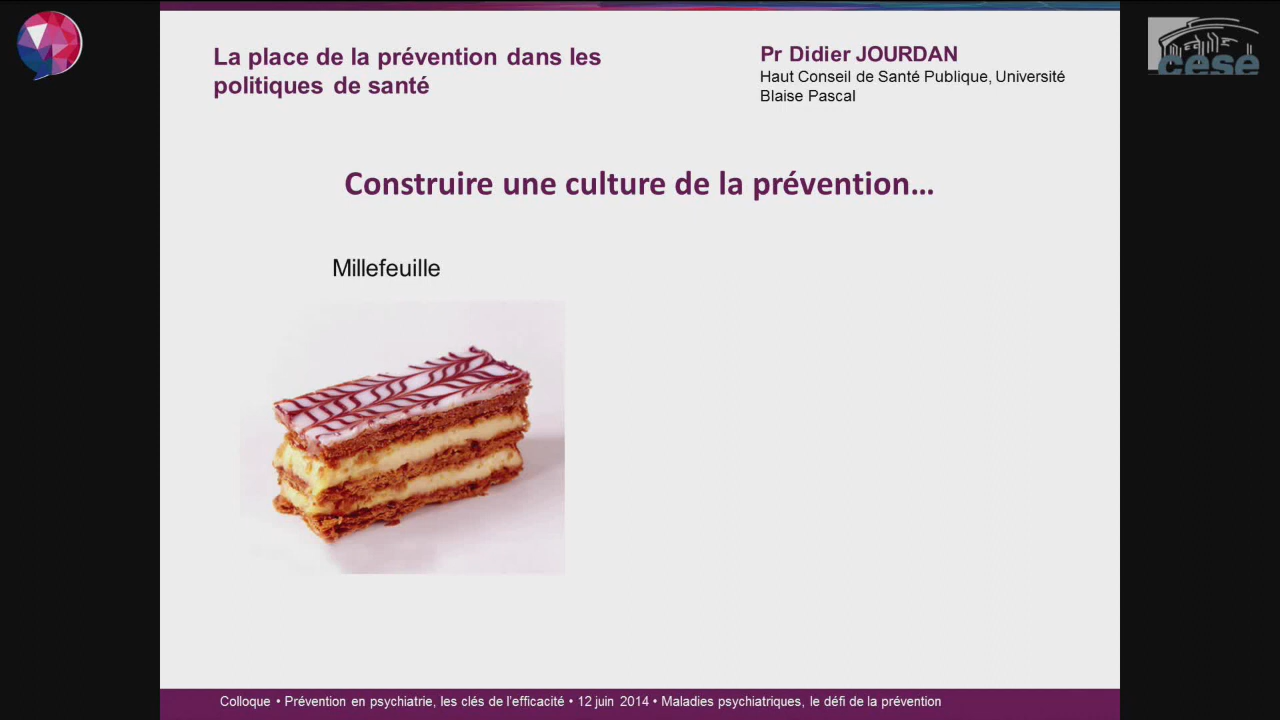 La place de la prévention dans les
politiques de santé
Pr Didier JOURDAN
Haut Conseil de Santé Publique, Université
Blaise Pascal
cese
Construire une culture de la prévention...
Millefeuille
Colloque • Prévention en psychiatrie, les clés de l'efficacité • 12 juin 2014 • Maladies psychiatriques, le défi de la prévention